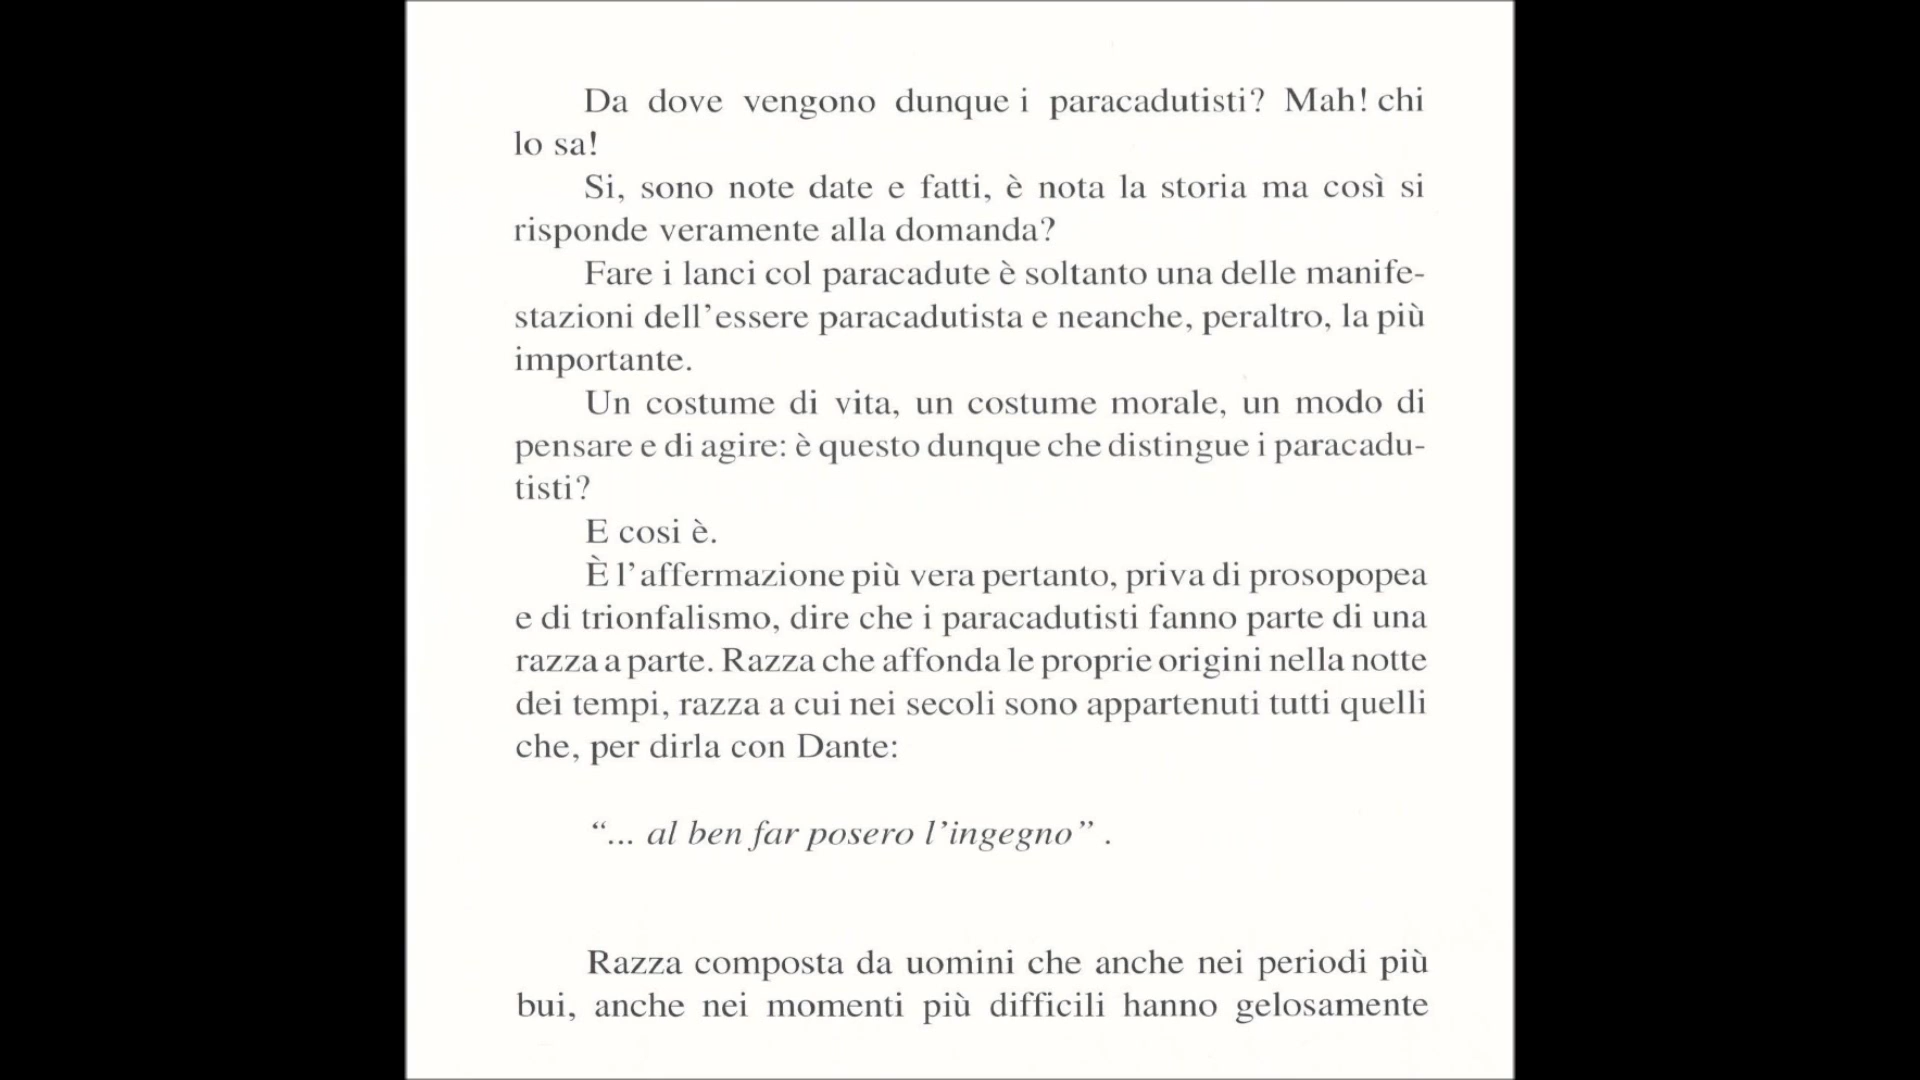 Da dove vengono dunque i paracadutisti? Mah! chi
lo sa!
Si, sono note date e fatti, è nota la storia ma così si
risponde veramente alla domanda?
Fare i lanci col paracadute è soltanto una delle manife-
stazioni dell'essere paracadutista e neanche, peraltro, la più
importante.
Un costume di vita, un costume morale, un modo di
pensare e di agire: è questo dunque che distingue i paracadu-
tisti?
E cosi è.
È l'affermazione più vera pertanto, priva di prosopopea
e di trionfalismo, dire che i paracadutisti fanno parte di una
razza a parte. Razza che affonda le proprie origini nella notte
dei tempi, razza a cui nei secoli sono appartenuti tutti quelli
che, per dirla con Dante:
“... al ben far posero l'ingegno” .
Razza composta da uomini che anche nei periodi più
bui, anche nei momenti più difficili hanno gelosamente